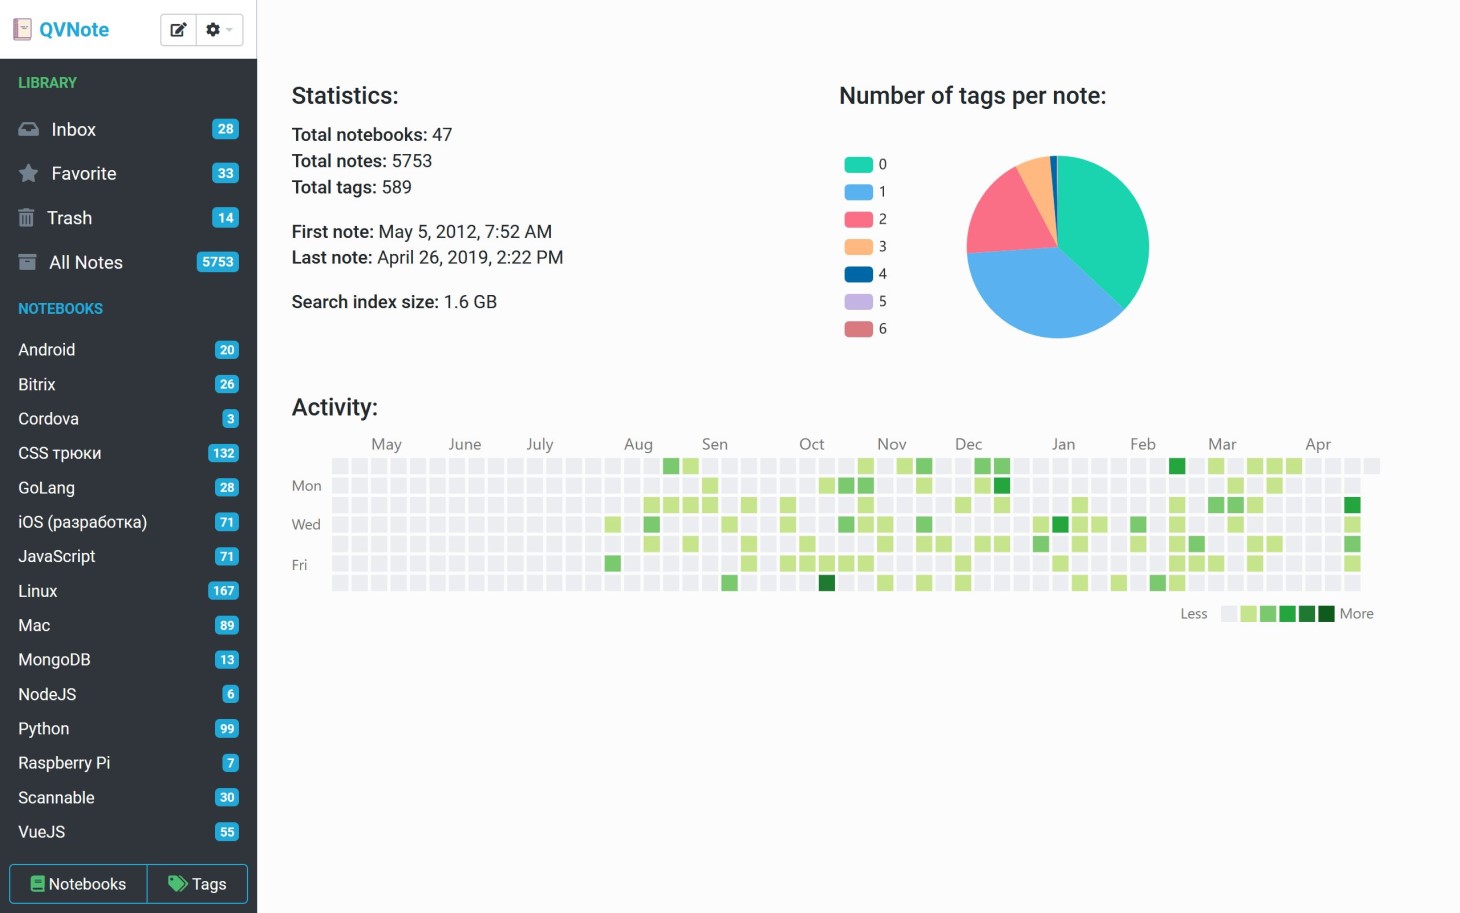 QVNote
LIBRARY
Inbox 28
Favorite 33
Trash 14
All Notes 5753
NOTEBOOKS
Android 20
Bitrix 26
Cordova 3
CSS трюки 132
GoLang 28
iOS (разработка) 71
JavaScript 71
Linux 167
Mac 89
MongoDB 13
NodeJS 6
Python 99
Raspberry Pi 7
Scannable 30
VueJS 55
Notebooks Tags
Statistics:
Total notebooks: 47
Total notes: 5753
Total tags: 589
First note: May 5, 2012, 7:52 AM
Last note: April 26, 2019, 2:22 PM
Search index size: 1.6 GB
Number of tags per note:
0
1
2
3
4
5
6
Activity:
May June July Aug Sen Oct Nov Dec Jan Feb Mar Apr
Mon
Wed
Fri
Less More